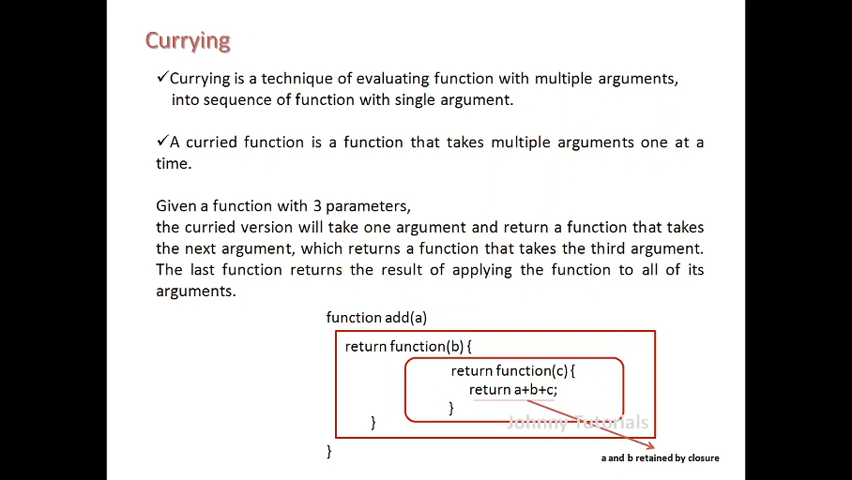 Currying
✓Currying is a technique of evaluating function with multiple arguments,
into sequence of function with single argument.
✓A curried function is a function that takes multiple arguments one at a
time.
Given a function with 3 parameters,
the curried version will take one argument and return a function that takes
the next argument, which returns a function that takes the third argument.
The last function returns the result of applying the function to all of its
arguments.
function add(a)
return function(b) {
return function(c) {
return a+b+c;
}
}
Johnny Tutorials
}
a and b retained by closure